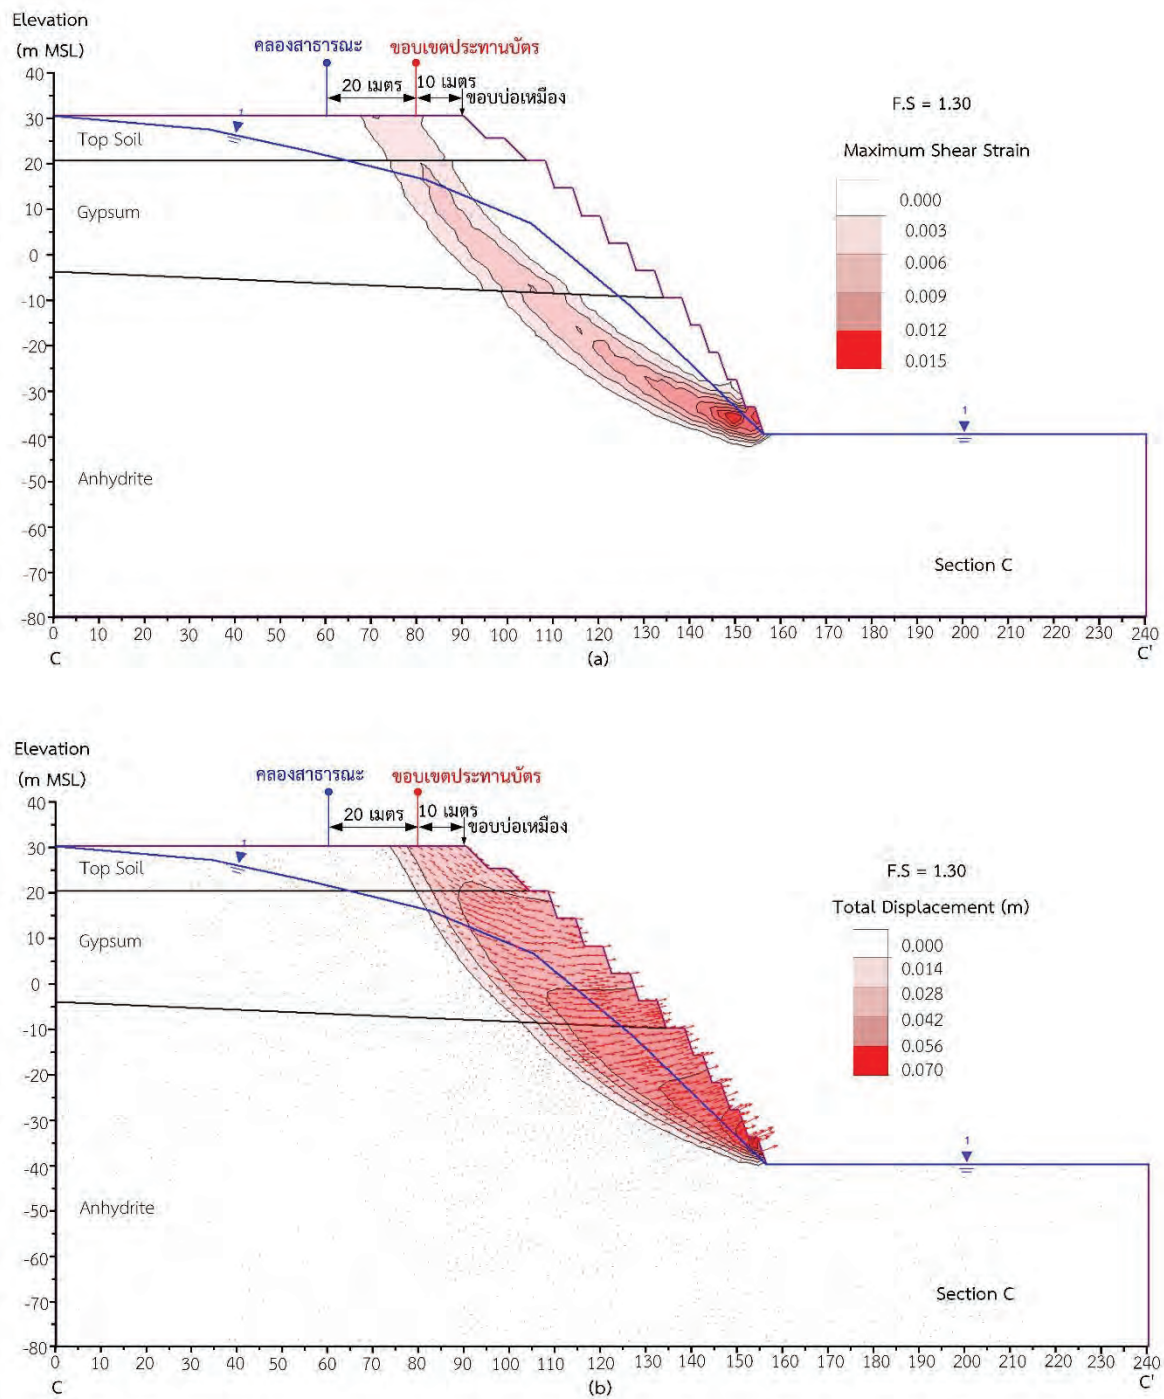 Elevation
(m MSL)
คลองสาธารณะ
ขอบเขตประทานบัตร
20 เมตร
10 เมตร
ขอบบ่อเหมือง
F.S = 1.30
Maximum Shear Strain
0.000
0.003
0.006
0.009
0.012
0.015
40
30
20
10
0
-10
-20
-30
-40
-50
-60
-70
-80
1
Top Soil
Gypsum
Anhydrite
1
Section C
0 10 20 30 40 50 60 70 80 90 100 110 120 130 140 150 160 170 180 190 200 210 220 230 240
C (a) C'
Elevation
(m MSL)
คลองสาธารณะ
ขอบเขตประทานบัตร
20 เมตร
10 เมตร
ขอบบ่อเหมือง
F.S = 1.30
Total Displacement (m)
0.000
0.014
0.028
0.042
0.056
0.070
40
30
20
10
0
-10
-20
-30
-40
-50
-60
-70
-80
1
Top Soil
Gypsum
Anhydrite
1
Section C
0 10 20 30 40 50 60 70 80 90 100 110 120 130 140 150 160 170 180 190 200 210 220 230 240
C (b) C'